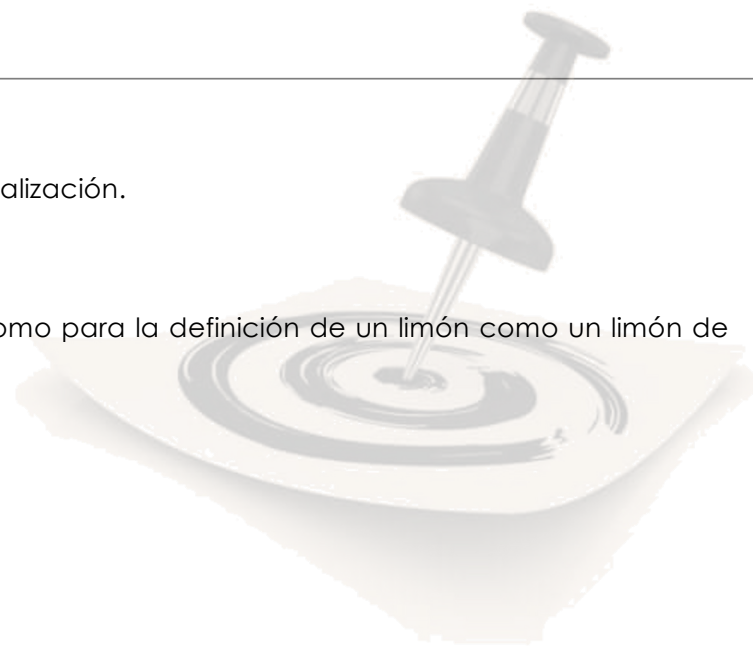 alización.
omo para la definición de un limón como un limón de